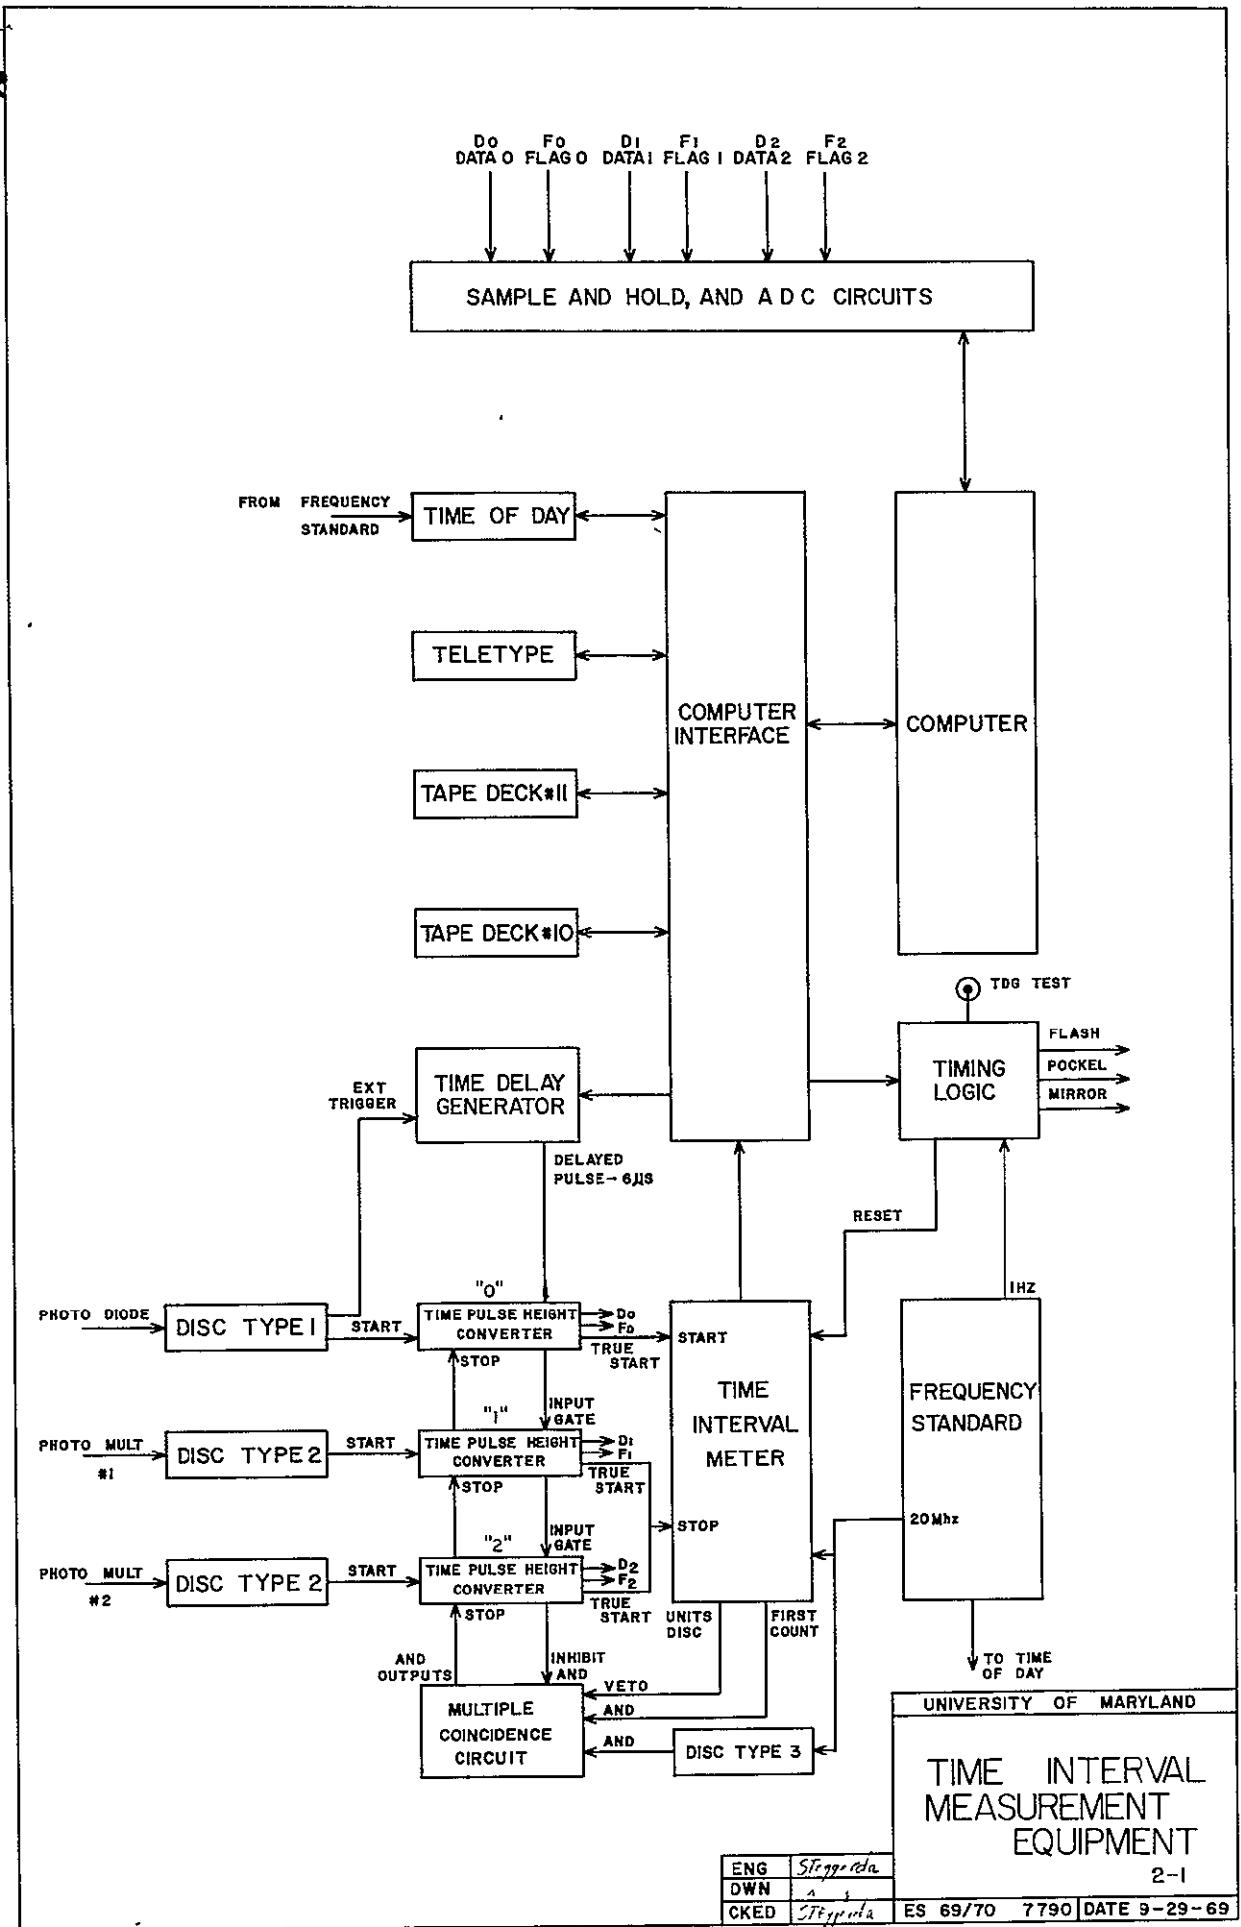 D0 F0 D1 F1 D2 F2
DATA 0 FLAG 0 DATA 1 FLAG 1 DATA 2 FLAG 2
SAMPLE AND HOLD, AND A D C CIRCUITS
FROM FREQUENCY
STANDARD
TIME OF DAY
TELETYPE
COMPUTER
INTERFACE
COMPUTER
TAPE DECK#11
TAPE DECK#10
TDG TEST
TIMING
LOGIC
FLASH
POCKEL
MIRROR
EXT
TRIGGER
TIME DELAY
GENERATOR
DELAYED
PULSE→6μS
RESET
1HZ
PHOTO DIODE
DISC TYPE 1
START
"0"
TIME PULSE HEIGHT
CONVERTER
D0
F0
TRUE
START
START
STOP
TIME
INTERVAL
METER
FREQUENCY
STANDARD
INPUT
GATE
PHOTO MULT
#1
DISC TYPE 2
START
"1"
TIME PULSE HEIGHT
CONVERTER
D1
F1
TRUE
START
STOP
STOP
20Mhz
INPUT
GATE
PHOTO MULT
#2
DISC TYPE 2
START
"2"
TIME PULSE HEIGHT
CONVERTER
D2
F2
TRUE
START
STOP
UNITS
DISC
FIRST
COUNT
AND
OUTPUTS
INHIBIT
AND
TO TIME
OF DAY
MULTIPLE
COINCIDENCE
CIRCUIT
VETO
AND
AND
DISC TYPE 3
UNIVERSITY OF MARYLAND
TIME INTERVAL
MEASUREMENT
EQUIPMENT
2-1
ENG Steggerda
DWN
CKED Steggerda
ES 69/70 7790 DATE 9-29-69